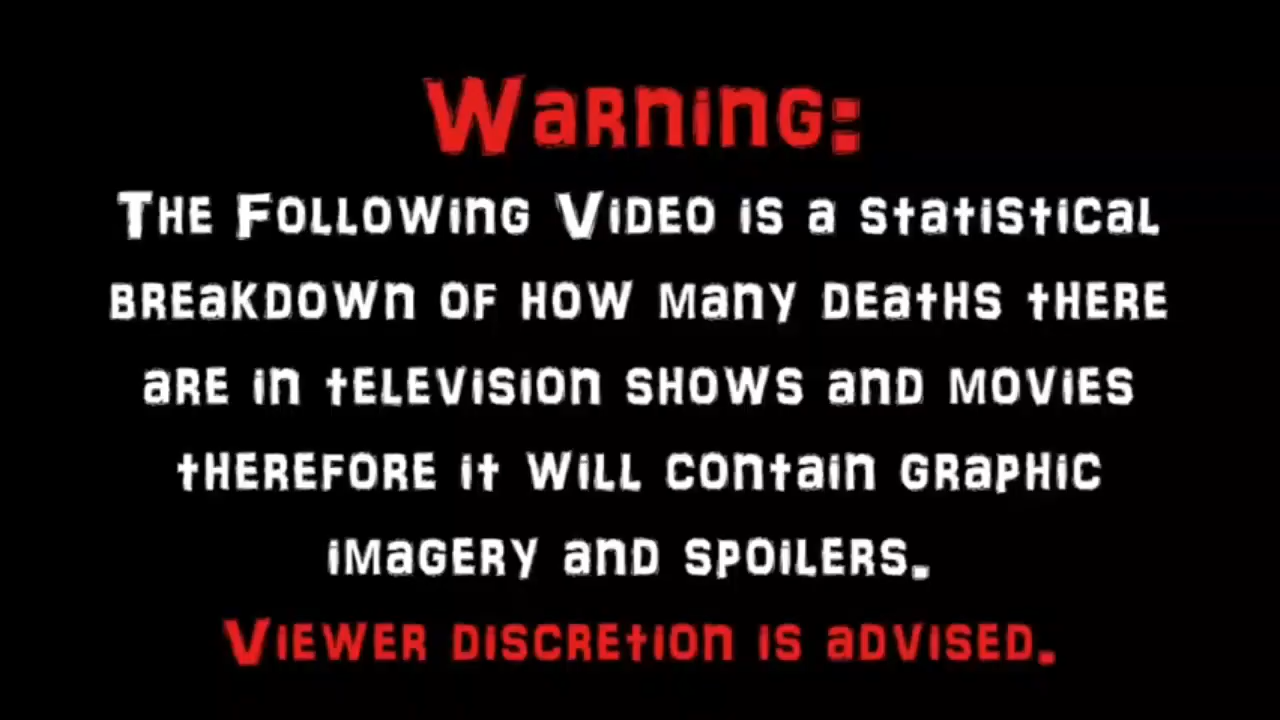 Warning:
The Following Video is a statistical
breakdown of how many deaths there
are in television shows and movies
therefore it will contain graphic
imagery and spoilers.
Viewer discretion is advised.